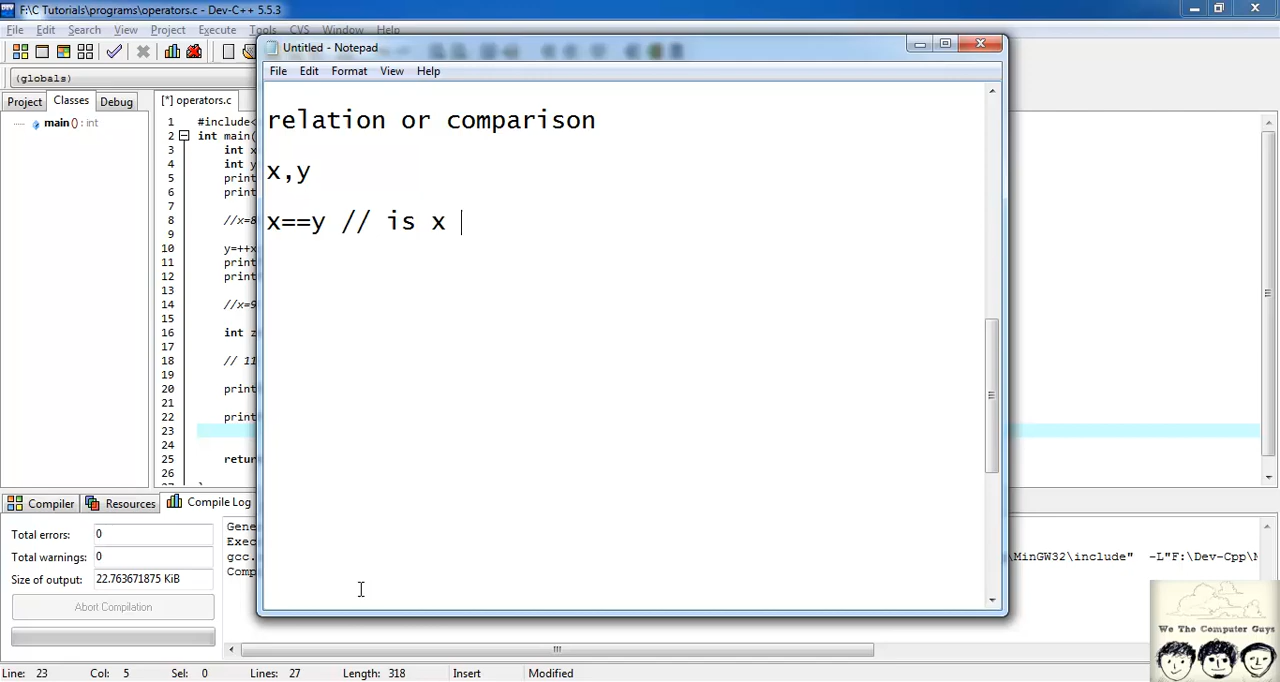 F:\C Tutorials\programs\operators.c - Dev-C++ 5.5.3
File Edit Search View Project Execute Tools CVS Window Help
(globals)
Project Classes Debug
[*] operators.c
main () : int
1 #include<
2 int main(
3 int x
4 int y
5 print
6 print
7
8 //x=8
9
10 y=++x
11 print
12 print
13
14 //x=9
15
16 int z
17
18 // 11
19
20 print
21
22 print
23
24
25 retur
26
Untitled - Notepad
File Edit Format View Help
relation or comparison
x,y
x==y // is x
Compiler Resources Compile Log
Total errors: 0
Total warnings: 0
Size of output: 22.763671875 KiB
Abort Compilation
Gene
Exec
gcc.
Comp
MinGW32\include" -L"F:\Dev-Cpp\M
We The Computer Guys
Line: 23 Col: 5 Sel: 0 Lines: 27 Length: 318 Insert Modified